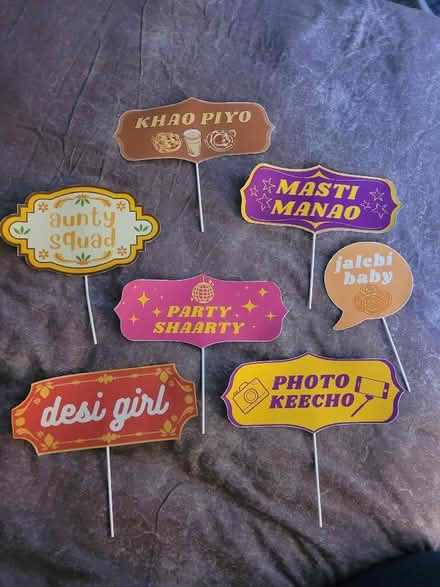 KHAO PIYO
MASTI
MANAO
aunty
squad
jalebi
baby
PARTY
SHAARTY
desi girl
PHOTO
KEECHO